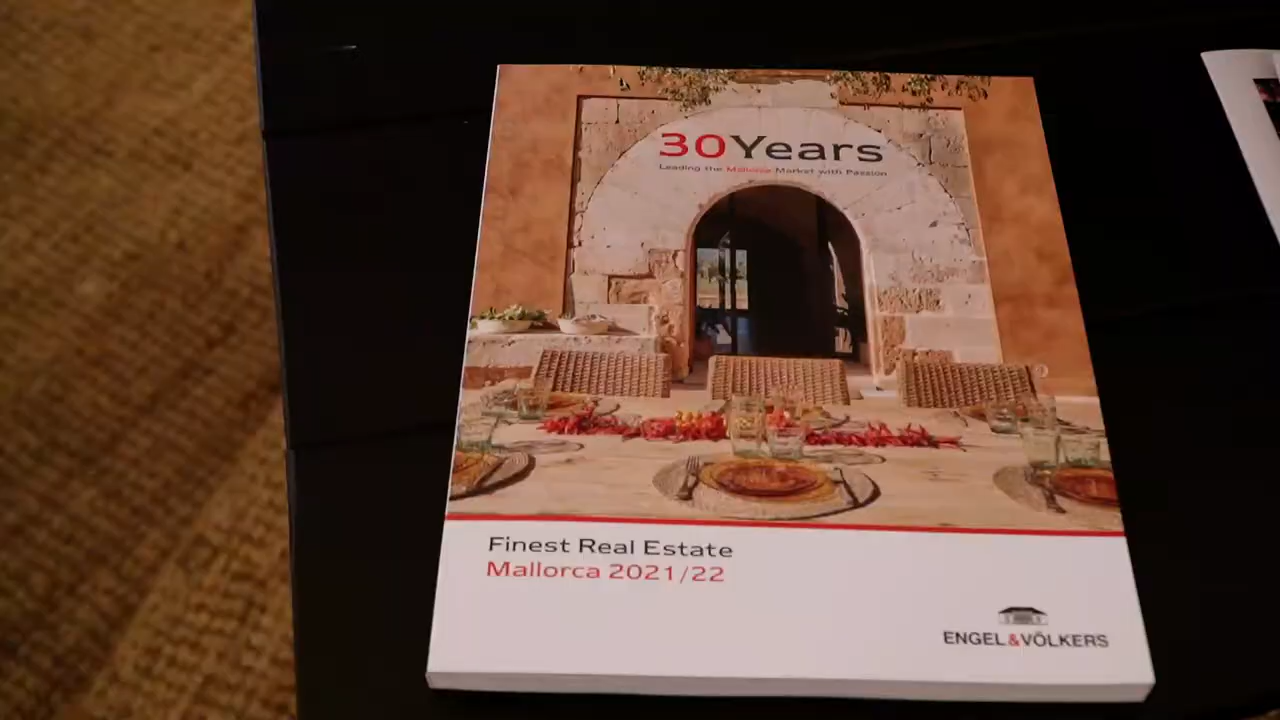 30Years
Leading the Mallorca Market with Passion
Finest Real Estate
Mallorca 2021/22
ENGEL&VÖLKERS